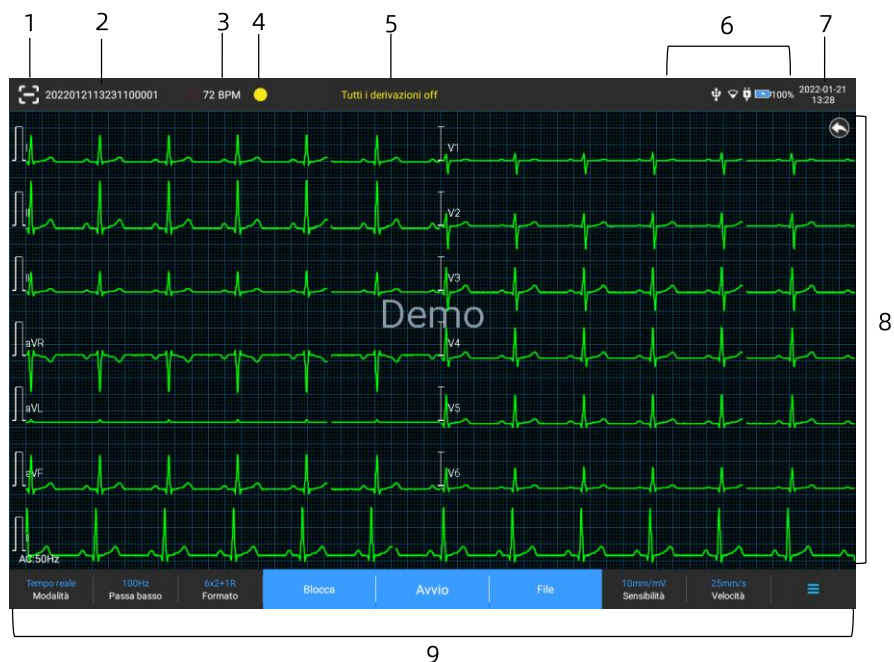 1 2 3 4 5 6 7
2022012113231100001 72 BPM Tutti i derivazioni off 100% 2022-01-21
13:28
I V1
II V2
III V3
Demo
aVR V4
aVL V5
aVF V6
8
II
AC:50Hz
Tempo reale 100Hz 6x2+1R 10mm/mV 25mm/s
Modalità Passa basso Formato Blocca Avvio File Sensibilità Velocità
9